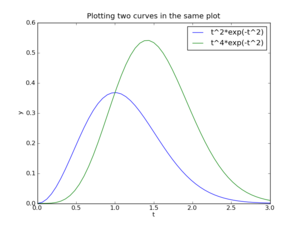 Plotting two curves in the same plot
t^2*exp(-t^2)
t^4*exp(-t^2)
y
0.6
0.5
0.4
0.3
0.2
0.1
0.0
0.0 0.5 1.0 1.5 2.0 2.5 3.0
t